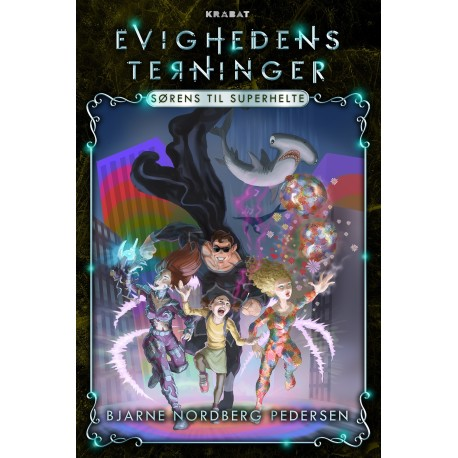 KRABAT
EVIGHEDENS
TERNINGER
SØRENS TIL SUPERHELTE
BJARNE NORDBERG PEDERSEN